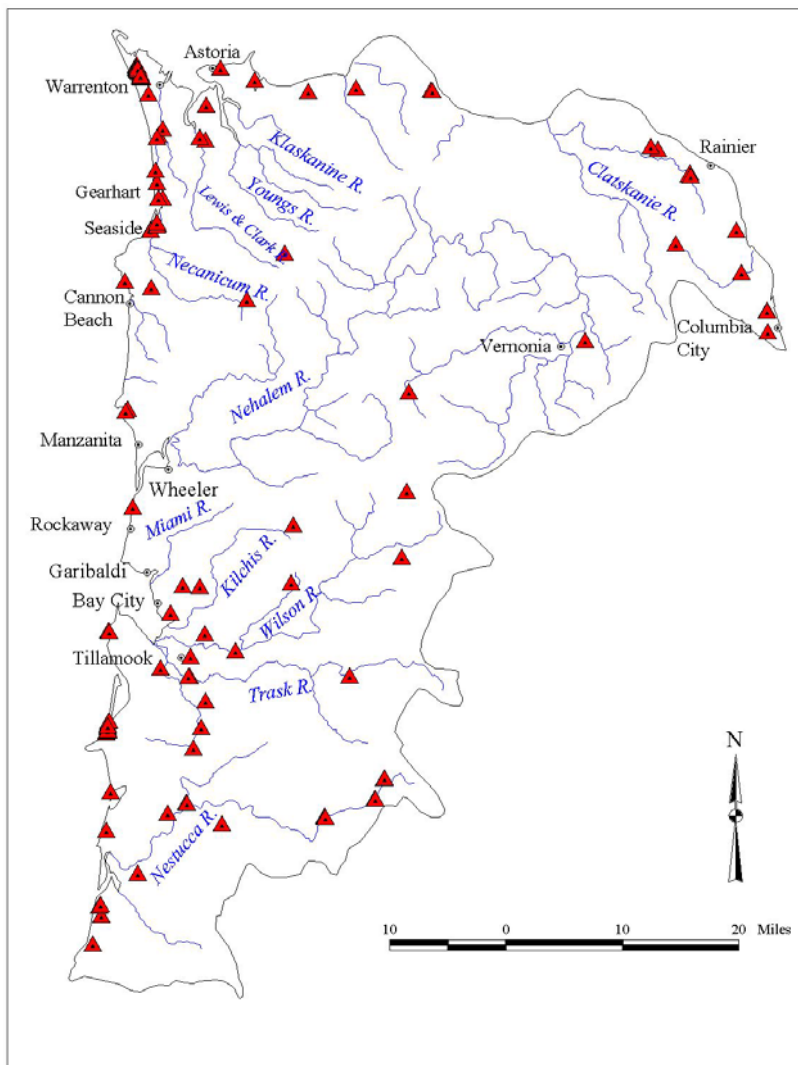 Astoria
Warrenton
Rainier
Klaskanine R.
Clatskanie R.
Gearhart
Youngs R.
Lewis & Clark
Seaside
Necanicum R.
Cannon
Beach
Columbia
City
Vernonia
Nehalem R.
Manzanita
Wheeler
Miami R.
Rockaway
Kilchis R.
Garibaldi
Bay City
Wilson R.
Tillamook
Trask R.
N
Nestucca R.
10 0 10 20 Miles